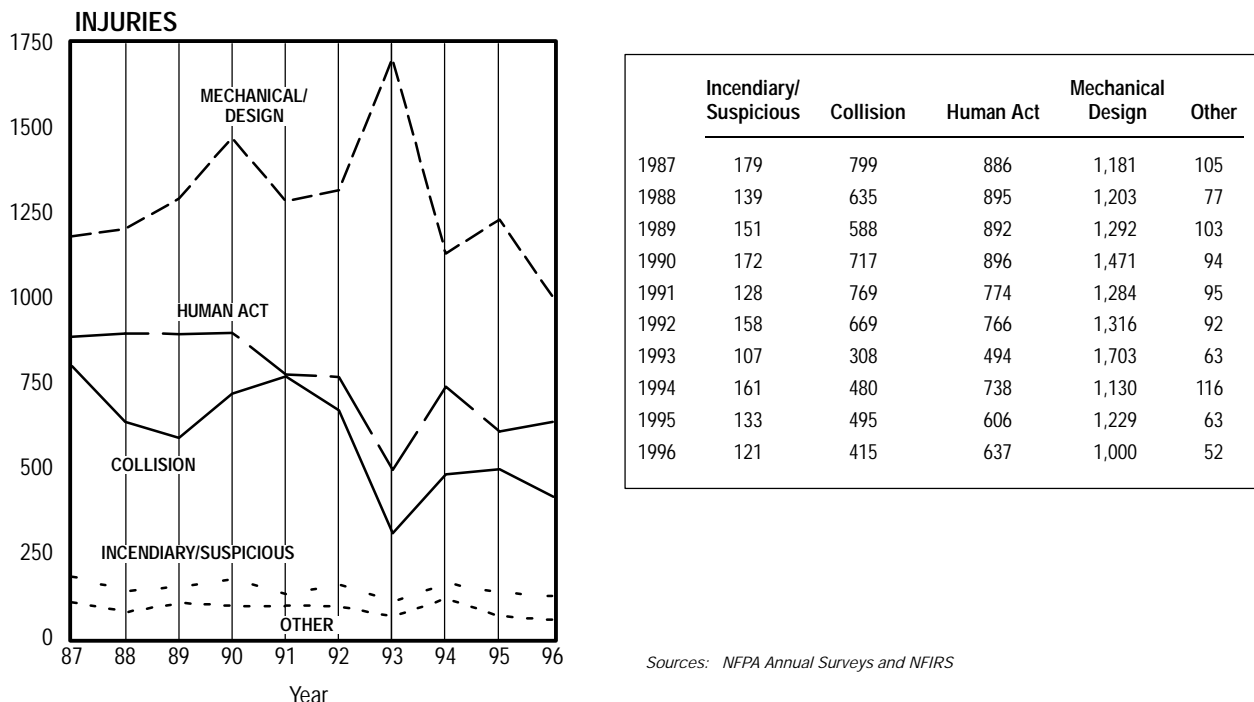 INJURIES
1750
1500
1250
1000
750
500
250
0
MECHANICAL/
DESIGN
HUMAN ACT
COLLISION
INCENDIARY/SUSPICIOUS
OTHER
87 88 89 90 91 92 93 94 95 96
Year
Incendiary/ Mechanical
Suspicious Collision Human Act Design Other
1987 179 799 886 1,181 105
1988 139 635 895 1,203 77
1989 151 588 892 1,292 103
1990 172 717 896 1,471 94
1991 128 769 774 1,284 95
1992 158 669 766 1,316 92
1993 107 308 494 1,703 63
1994 161 480 738 1,130 116
1995 133 495 606 1,229 63
1996 121 415 637 1,000 52
Sources: NFPA Annual Surveys and NFIRS